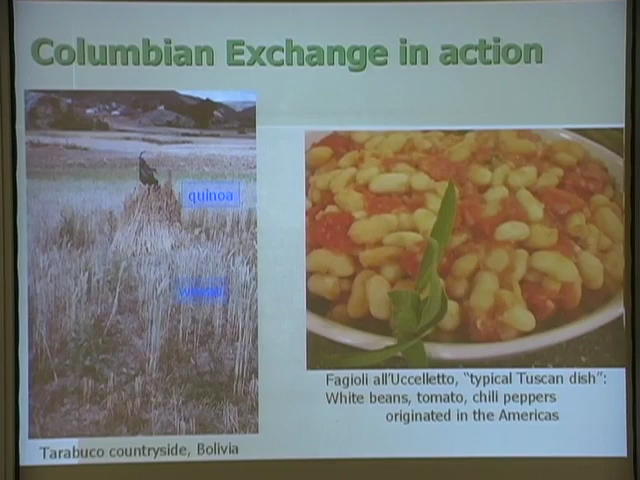 Columbian Exchange in action
quinoa
Fagioli all'Uccelletto, "typical Tuscan dish":
White beans, tomato, chili peppers
originated in the Americas
Tarabuco countryside, Bolivia